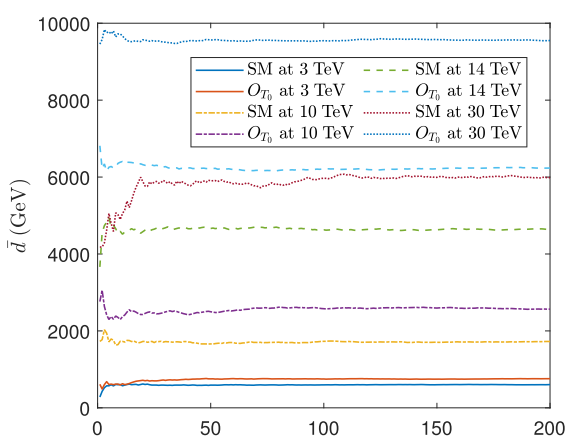 10000
8000
6000
4000
2000
0
d̄ (GeV)
SM at 3 TeV
O_{T_0} at 3 TeV
SM at 10 TeV
O_{T_0} at 10 TeV
SM at 14 TeV
O_{T_0} at 14 TeV
SM at 30 TeV
O_{T_0} at 30 TeV
0 50 100 150 200